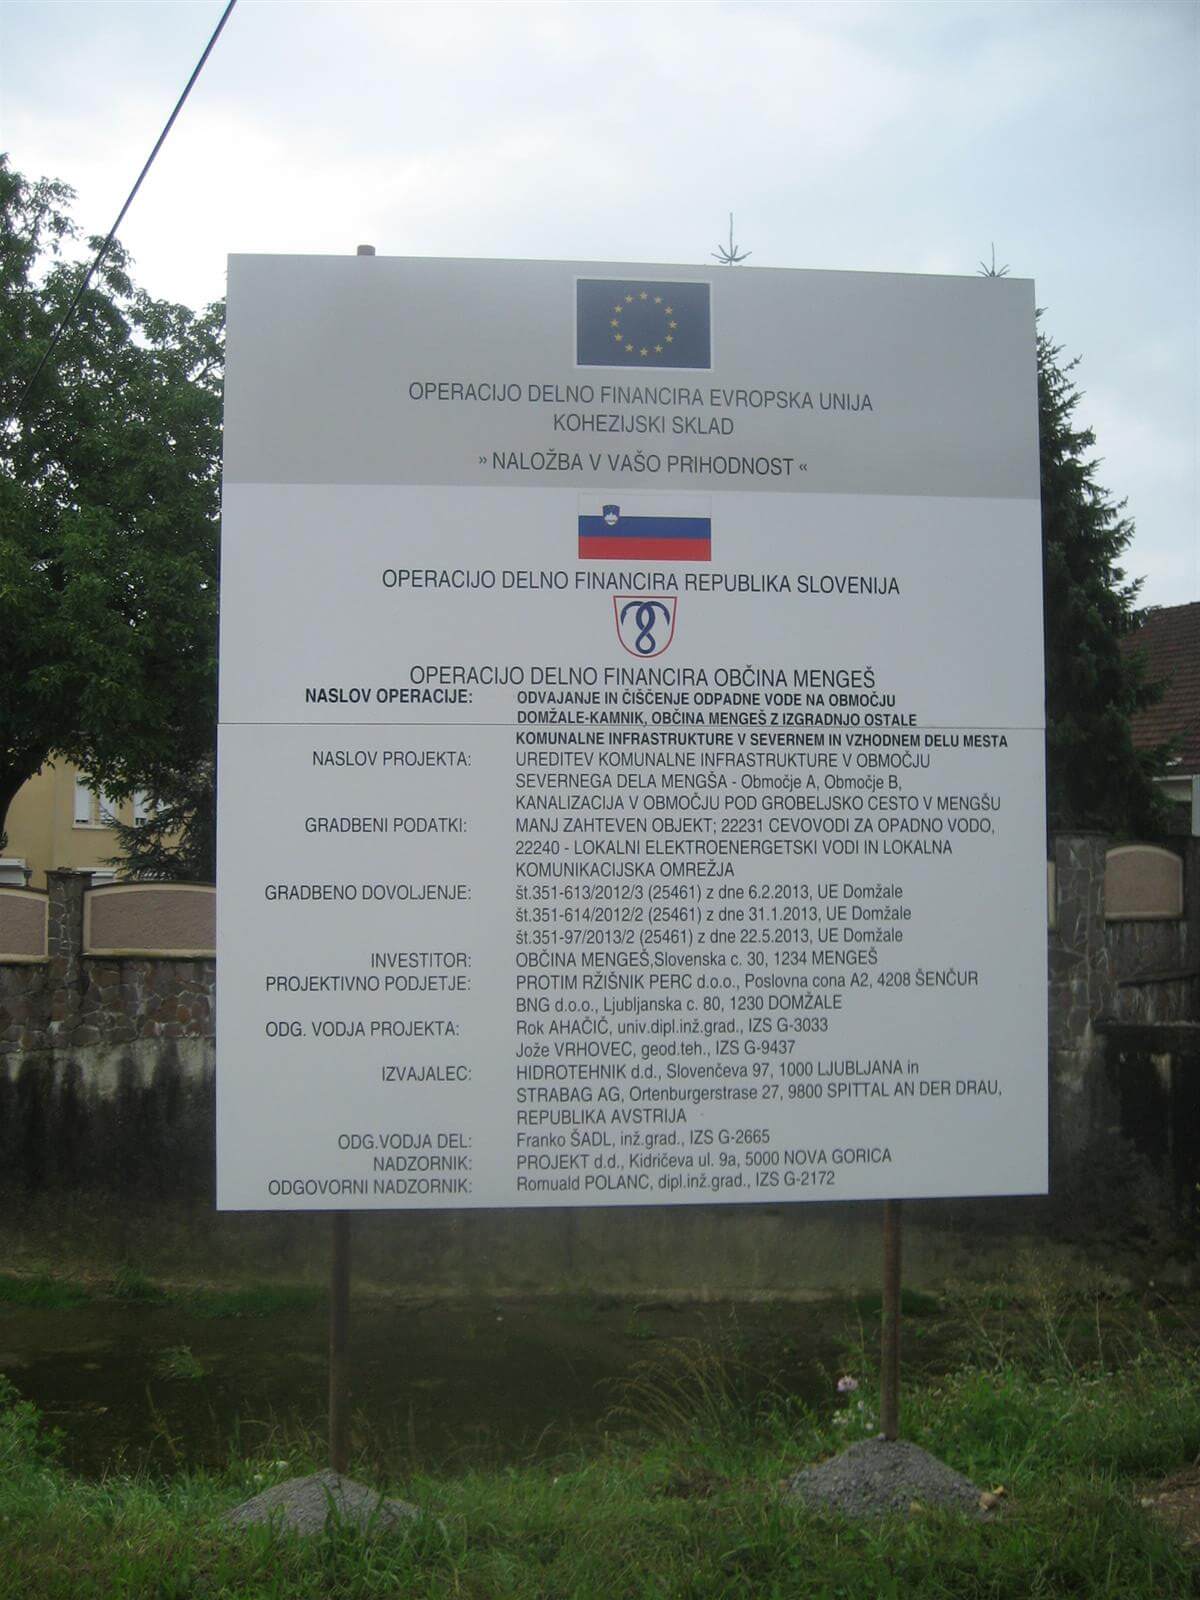 OPERACIJO DELNO FINANCIRA EVROPSKA UNIJA
KOHEZIJSKI SKLAD
» NALOŽBA V VAŠO PRIHODNOST «
OPERACIJO DELNO FINANCIRA REPUBLIKA SLOVENIJA
OPERACIJO DELNO FINANCIRA OBČINA MENGEŠ
NASLOV OPERACIJE: ODVAJANJE IN ČIŠČENJE ODPADNE VODE NA OBMOČJU
DOMŽALE-KAMNIK, OBČINA MENGEŠ Z IZGRADNJO OSTALE
KOMUNALNE INFRASTRUKTURE V SEVERNEM IN VZHODNEM DELU MESTA
NASLOV PROJEKTA: UREDITEV KOMUNALNE INFRASTRUKTURE V OBMOČJU
SEVERNEGA DELA MENGŠA - Območje A, Območje B,
KANALIZACIJA V OBMOČJU POD GROBELJSKO CESTO V MENGŠU
GRADBENI PODATKI: MANJ ZAHTEVEN OBJEKT; 22231 CEVOVODI ZA OPADNO VODO,
22240 - LOKALNI ELEKTROENERGETSKI VODI IN LOKALNA
KOMUNIKACIJSKA OMREŽJA
GRADBENO DOVOLJENJE: št.351-613/2012/3 (25461) z dne 6.2.2013, UE Domžale
št.351-614/2012/2 (25461) z dne 31.1.2013, UE Domžale
št.351-97/2013/2 (25461) z dne 22.5.2013, UE Domžale
INVESTITOR: OBČINA MENGEŠ,Slovenska c. 30, 1234 MENGEŠ
PROJEKTIVNO PODJETJE: PROTIM RŽIŠNIK PERC d.o.o., Poslovna cona A2, 4208 ŠENČUR
BNG d.o.o., Ljubljanska c. 80, 1230 DOMŽALE
ODG. VODJA PROJEKTA: Rok AHAČIČ, univ.dipl.inž.grad., IZS G-3033
Jože VRHOVEC, geod.teh., IZS G-9437
IZVAJALEC: HIDROTEHNIK d.d., Slovenčeva 97, 1000 LJUBLJANA in
STRABAG AG, Ortenburgerstrase 27, 9800 SPITTAL AN DER DRAU,
REPUBLIKA AVSTRIJA
ODG.VODJA DEL: Franko ŠADL, inž.grad., IZS G-2665
NADZORNIK: PROJEKT d.d., Kidričeva ul. 9a, 5000 NOVA GORICA
ODGOVORNI NADZORNIK: Romuald POLANC, dipl.inž.grad., IZS G-2172